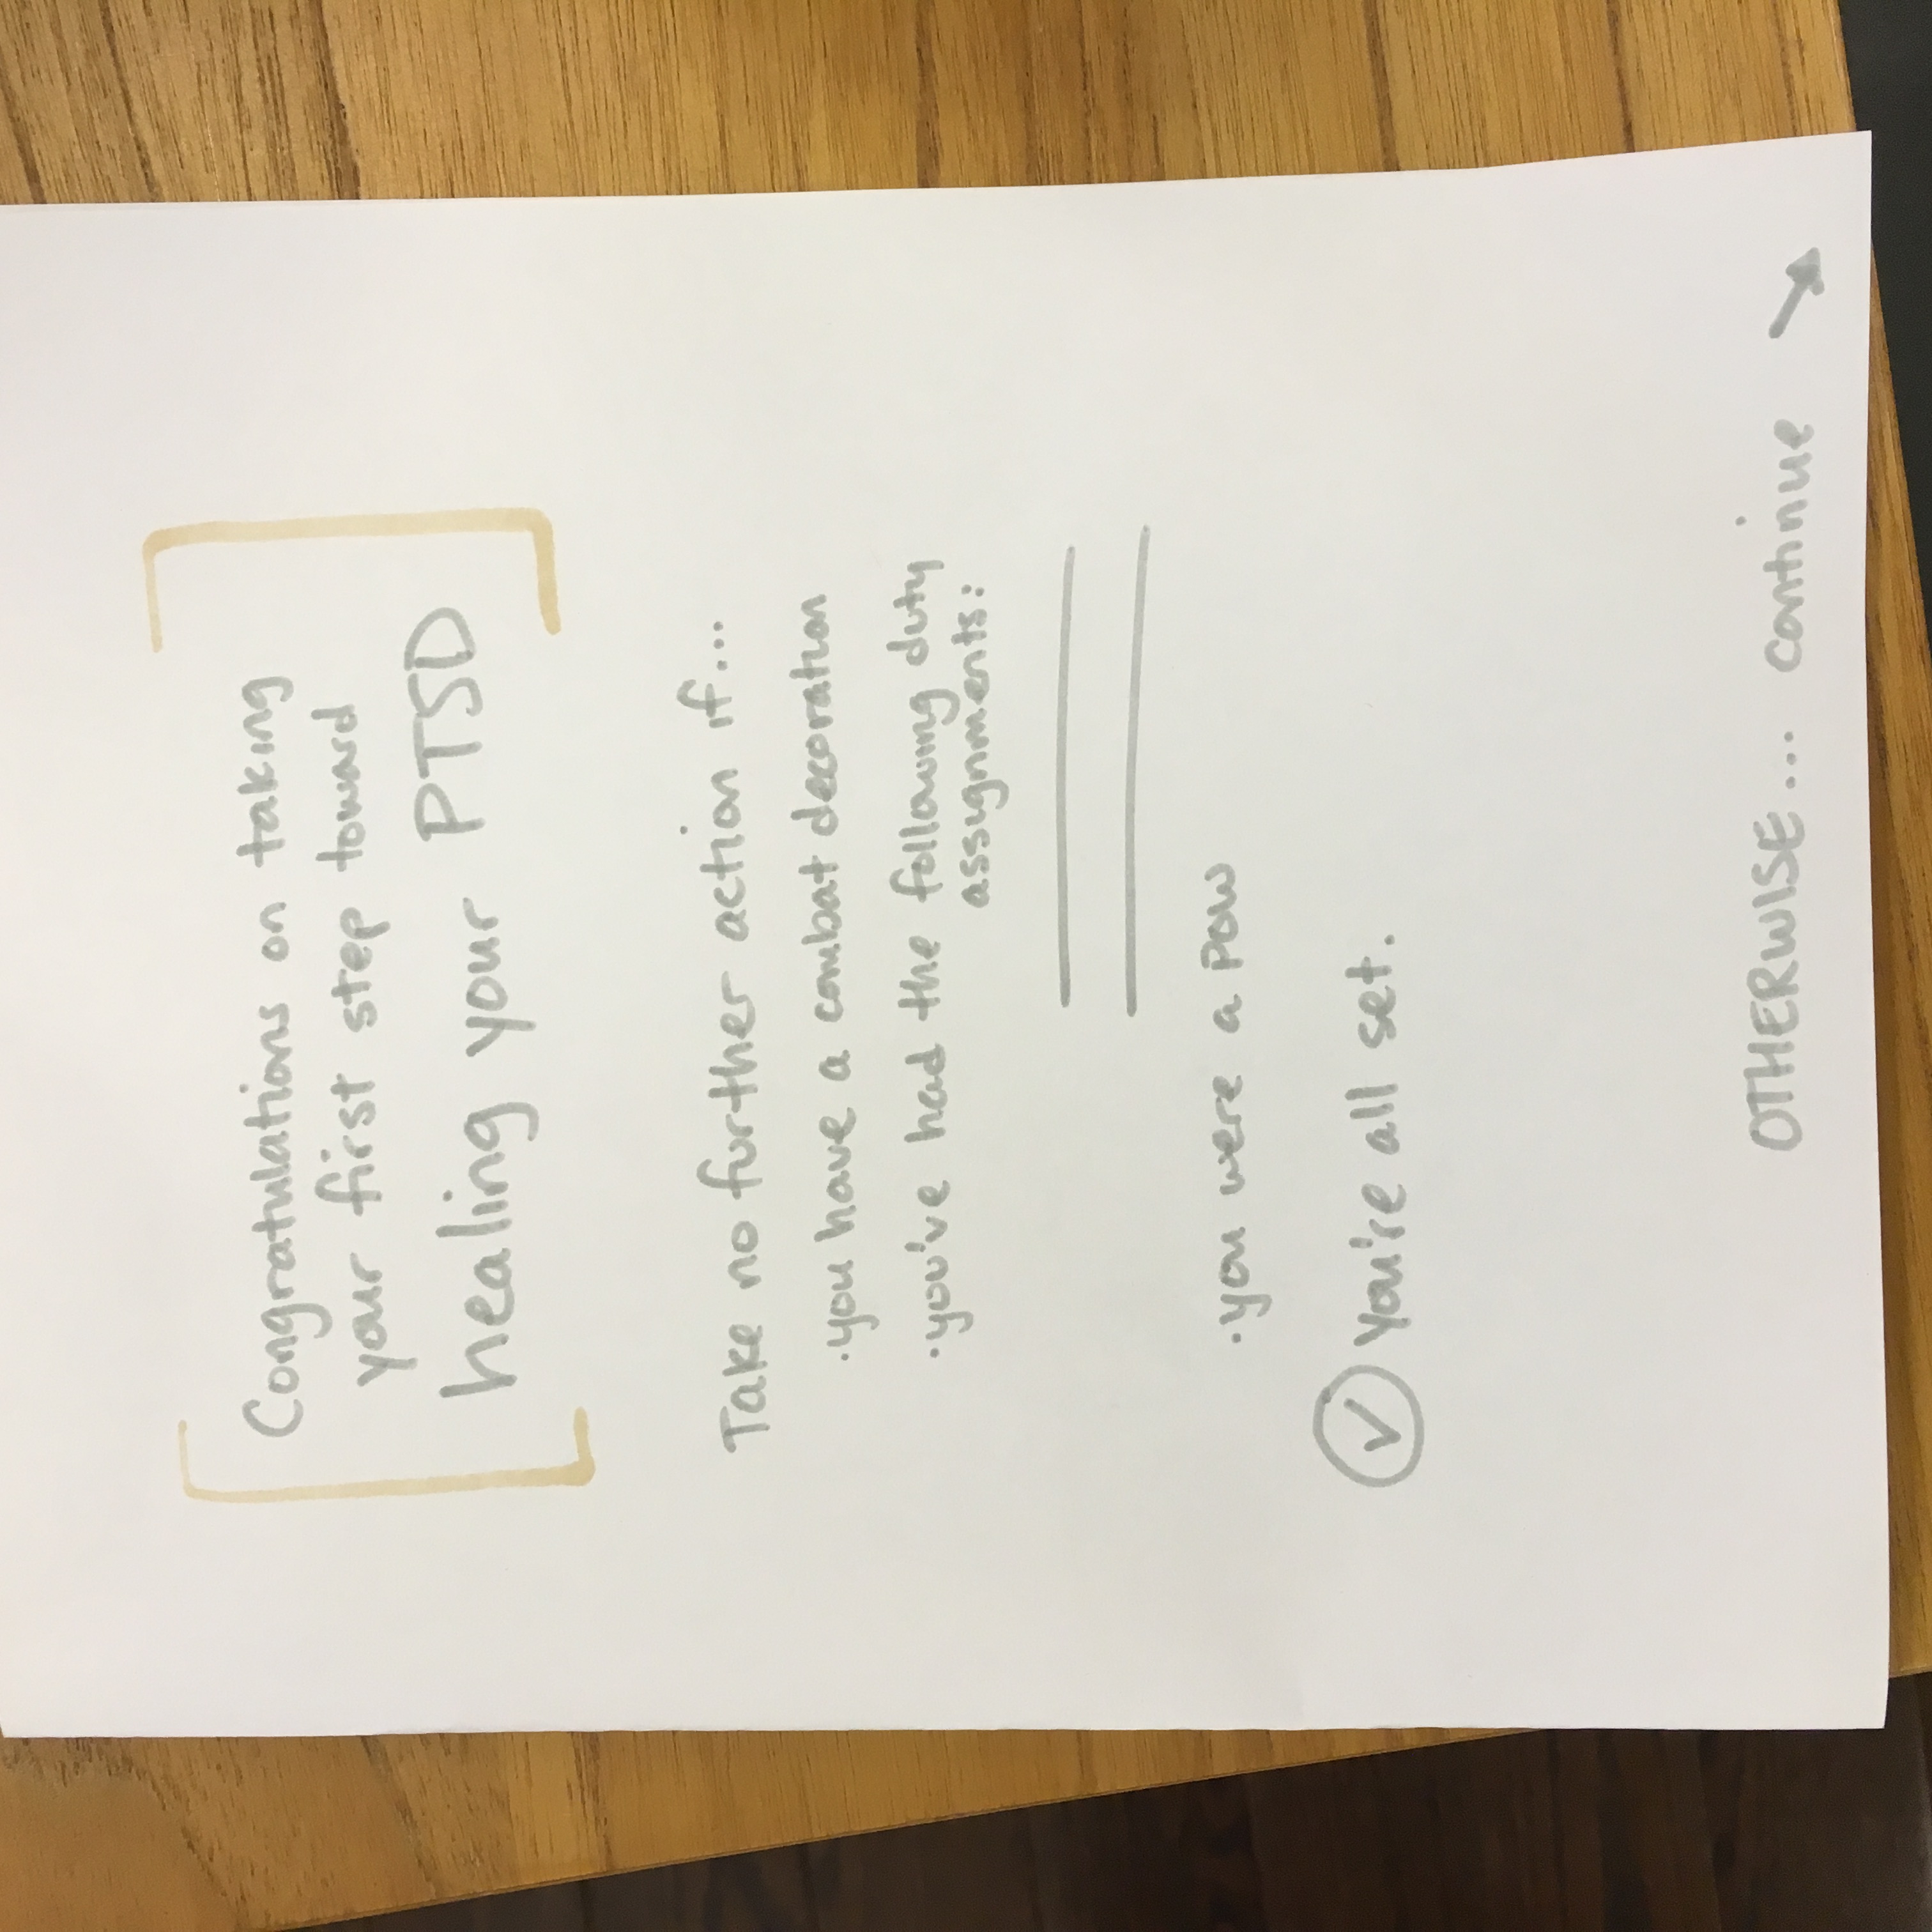 Congratulations on taking
your first step toward
healing your PTSD
Take no further action if...
·you have a combat decoration
·you've had the following duty
assignments:
·you were a POW
✓ You're all set.
OTHERWISE... continue ↘